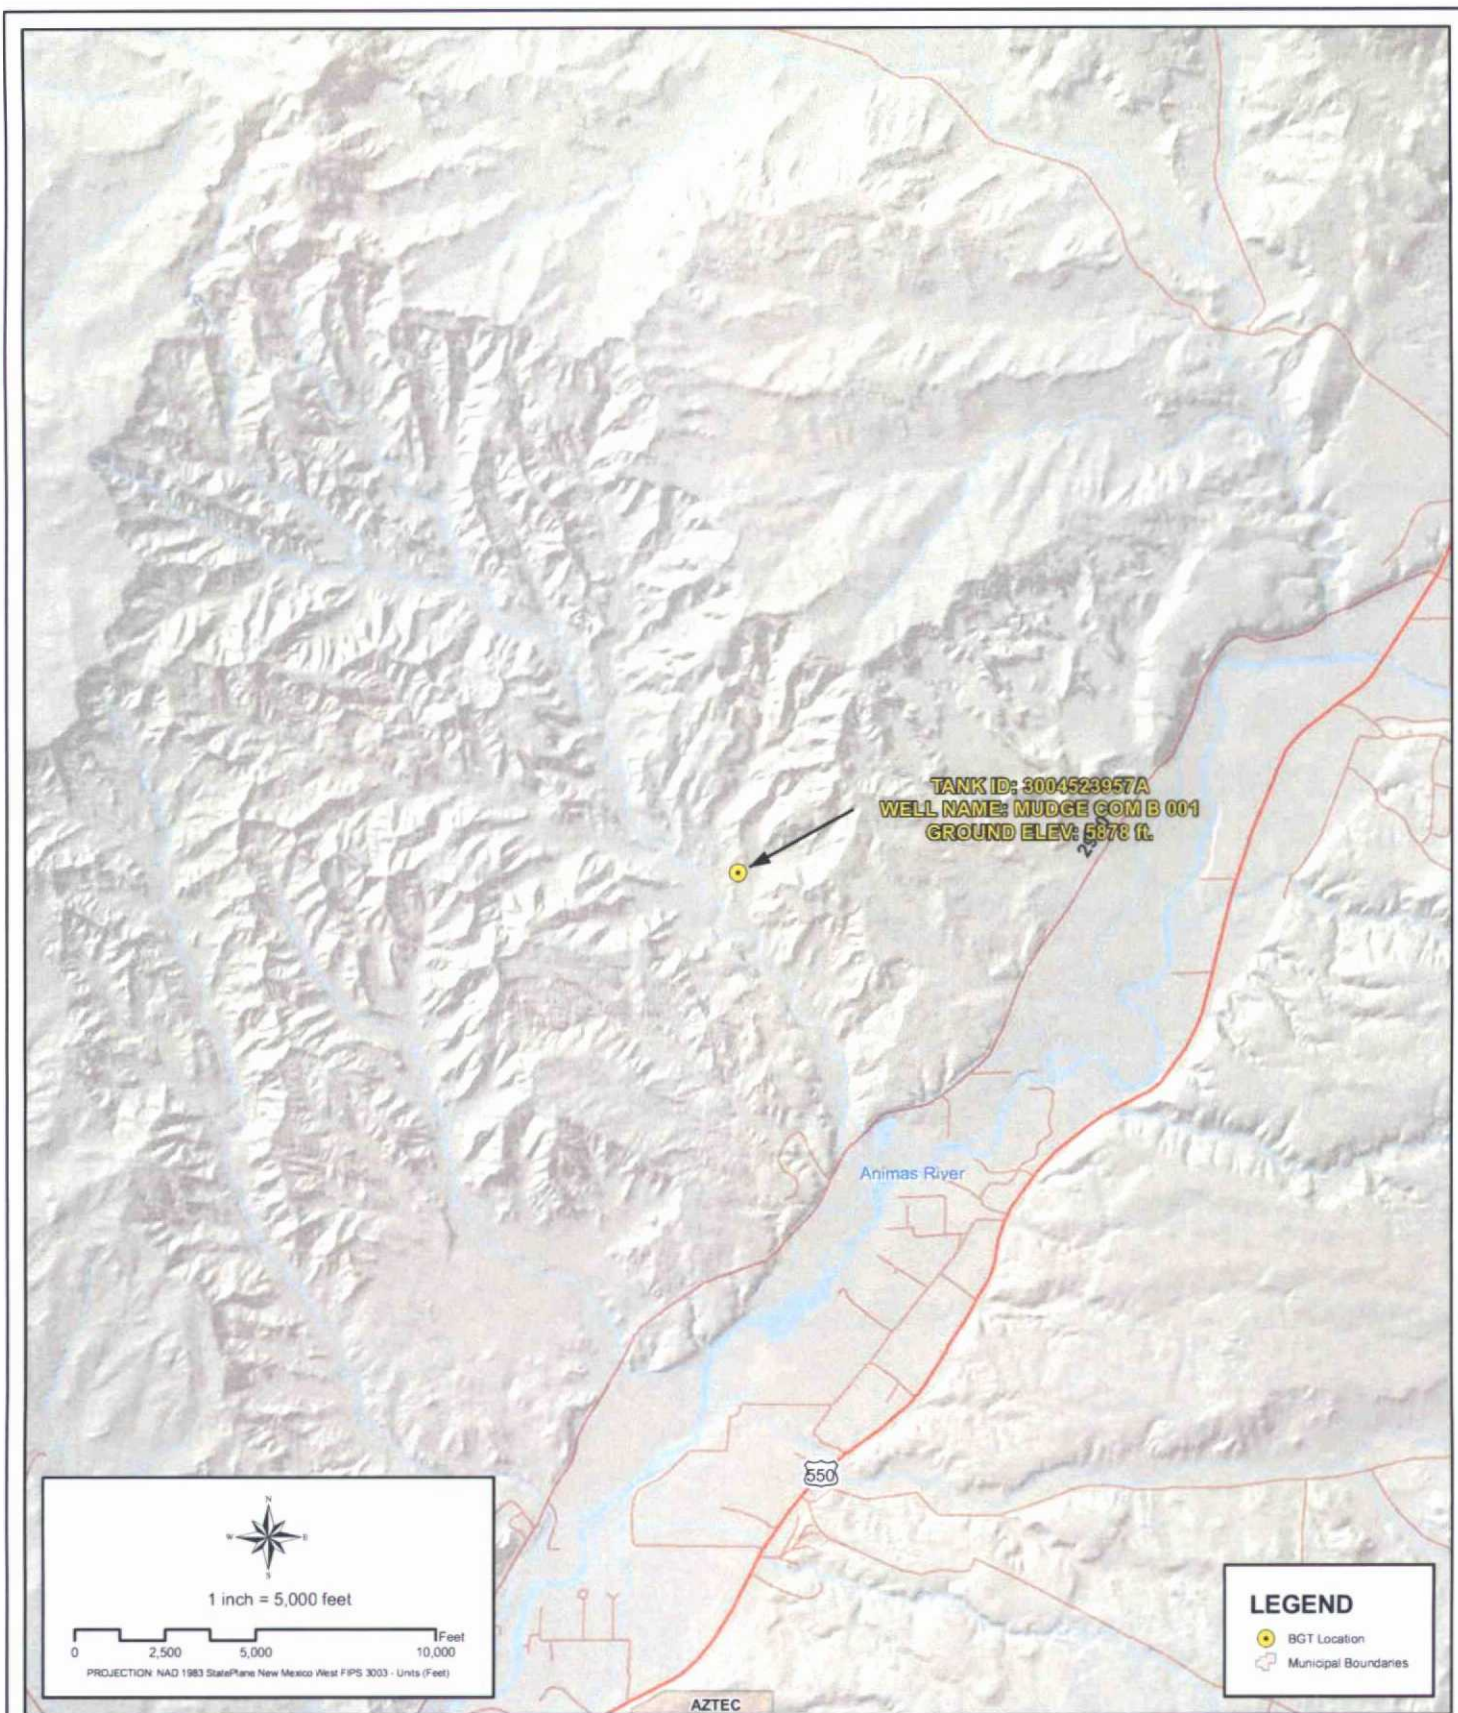 TANK ID: 3004523957A
WELL NAME: MUDGE COM B 001
GROUND ELEV: 5878 ft.
Animas River
550
N
W E
S
1 inch = 5,000 feet
Feet
0 2,500 5,000 10,000
PROJECTION: NAD 1983 StatePlane New Mexico West FIPS 3003 - Units (Feet)
LEGEND
BGT Location
Municipal Boundaries
AZTEC